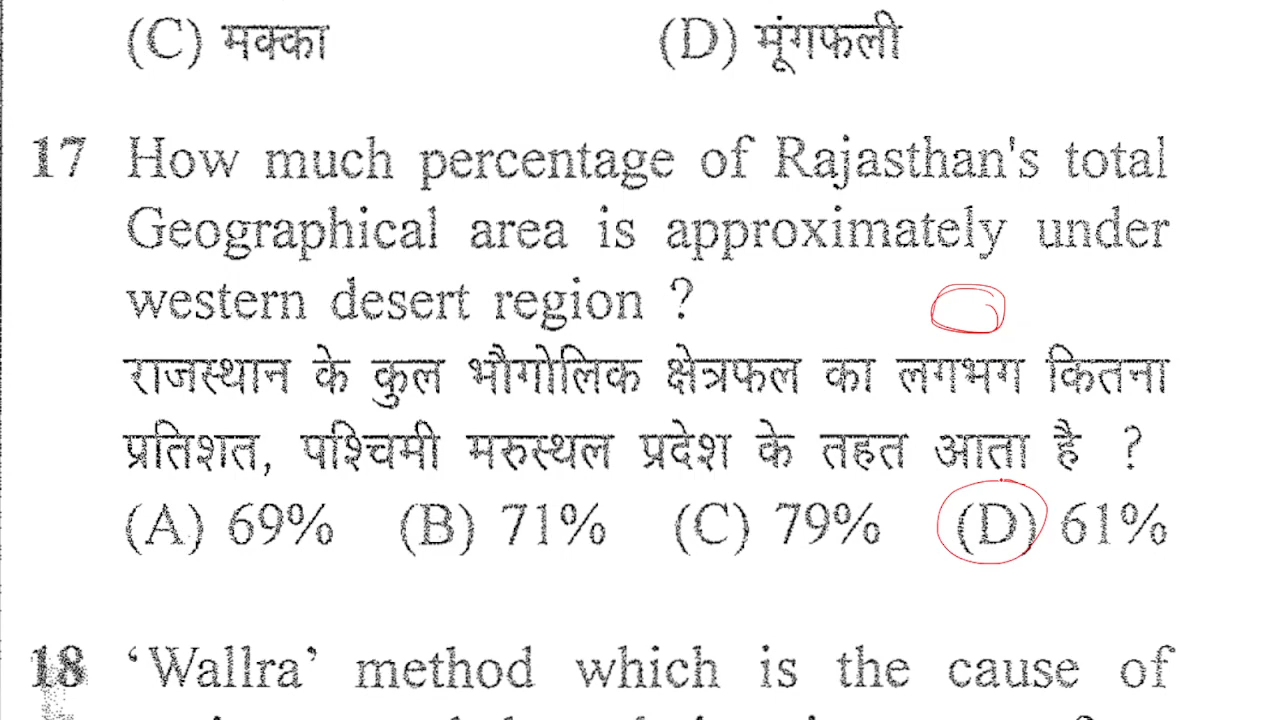 (C) मक्का (D) मूंगफली
17 How much percentage of Rajasthan's total
Geographical area is approximately under
western desert region ?
राजस्थान के कुल भौगोलिक क्षेत्रफल का लगभग कितना
प्रतिशत, पश्चिमी मरुस्थल प्रदेश के तहत आता है ?
(A) 69% (B) 71% (C) 79% (D) 61%
18 ‘Wallra’ method which is the cause of